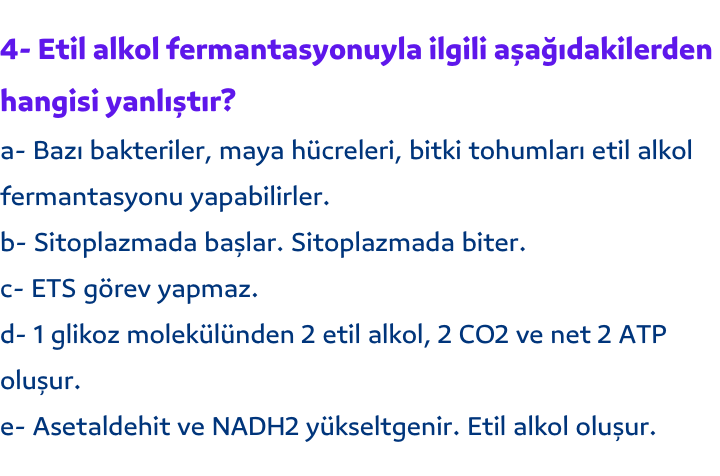 4- Etil alkol fermantasyonuyla ilgili aşağıdakilerden
hangisi yanlıştır?
a- Bazı bakteriler, maya hücreleri, bitki tohumları etil alkol
fermantasyonu yapabilirler.
b- Sitoplazmada başlar. Sitoplazmada biter.
c- ETS görev yapmaz.
d- 1 glikoz molekülünden 2 etil alkol, 2 CO2 ve net 2 ATP
oluşur.
e- Asetaldehit ve NADH2 yükseltgenir. Etil alkol oluşur.